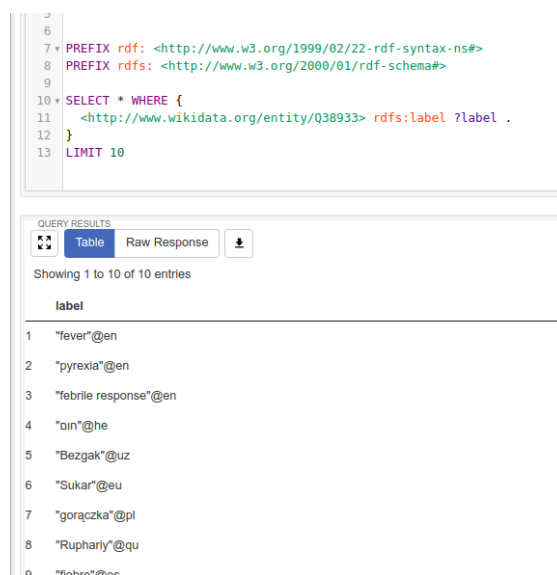 6
7 PREFIX rdf: <http://www.w3.org/1999/02/22-rdf-syntax-ns#>
8 PREFIX rdfs: <http://www.w3.org/2000/01/rdf-schema#>
9
10 SELECT * WHERE {
11 <http://www.wikidata.org/entity/Q38933> rdfs:label ?label .
12 }
13 LIMIT 10
QUERY RESULTS
Table Raw Response
Showing 1 to 10 of 10 entries
label
1 "fever"@en
2 "pyrexia"@en
3 "febrile response"@en
4 "חום"@he
5 "Bezgak"@uz
6 "Sukar"@eu
7 "gorączka"@pl
8 "Ruphariy"@qu
9 "fiebre"@es